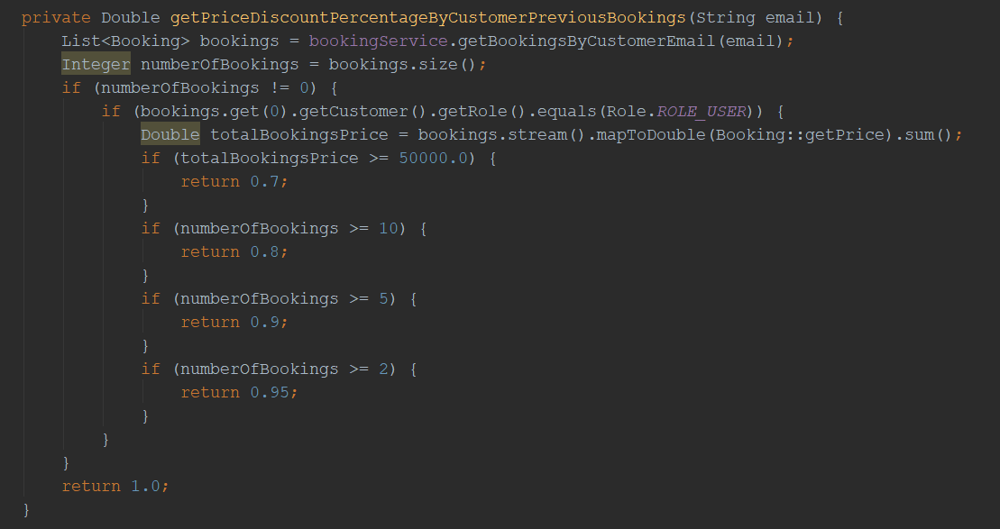 private Double getPriceDiscountPercentageByCustomerPreviousBookings(String email) {
    List<Booking> bookings = bookingService.getBookingsByCustomerEmail(email);
    Integer numberOfBookings = bookings.size();
    if (numberOfBookings != 0) {
        if (bookings.get(0).getCustomer().getRole().equals(Role.ROLE_USER)) {
            Double totalBookingsPrice = bookings.stream().mapToDouble(Booking::getPrice).sum();
            if (totalBookingsPrice >= 50000.0) {
                return 0.7;
            }
            if (numberOfBookings >= 10) {
                return 0.8;
            }
            if (numberOfBookings >= 5) {
                return 0.9;
            }
            if (numberOfBookings >= 2) {
                return 0.95;
            }
        }
    }
    return 1.0;
}